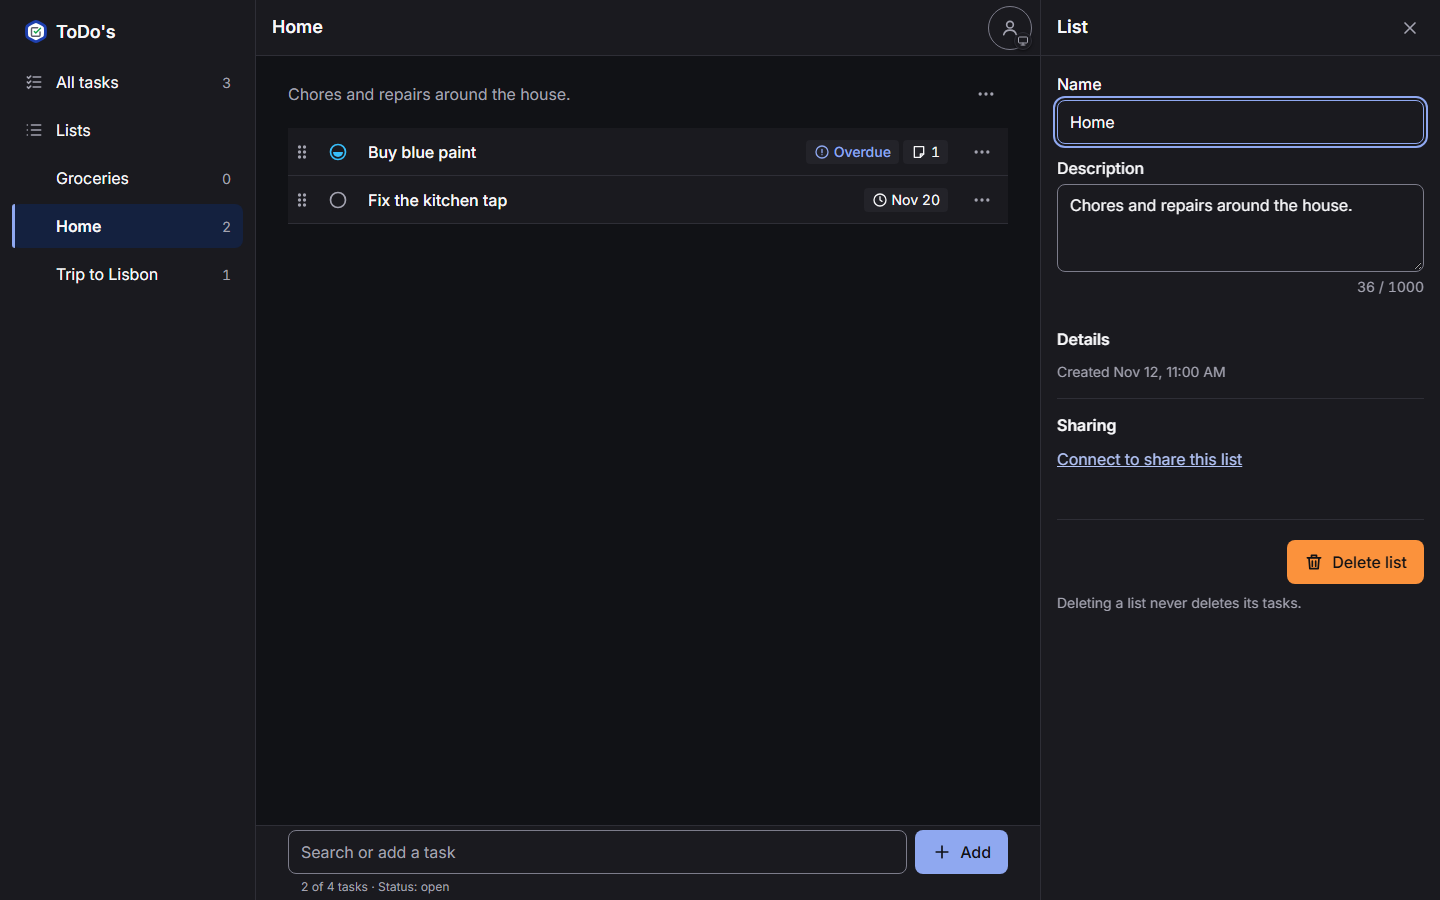 ToDo's
All tasks 3
Lists
Groceries 0
Home 2
Trip to Lisbon 1
Home
Chores and repairs around the house.
Buy blue paint Overdue 1
Fix the kitchen tap Nov 20
Search or add a task
Add
2 of 4 tasks · Status: open
List
Name
Home
Description
Chores and repairs around the house.
36 / 1000
Details
Created Nov 12, 11:00 AM
Sharing
Connect to share this list
Delete list
Deleting a list never deletes its tasks.